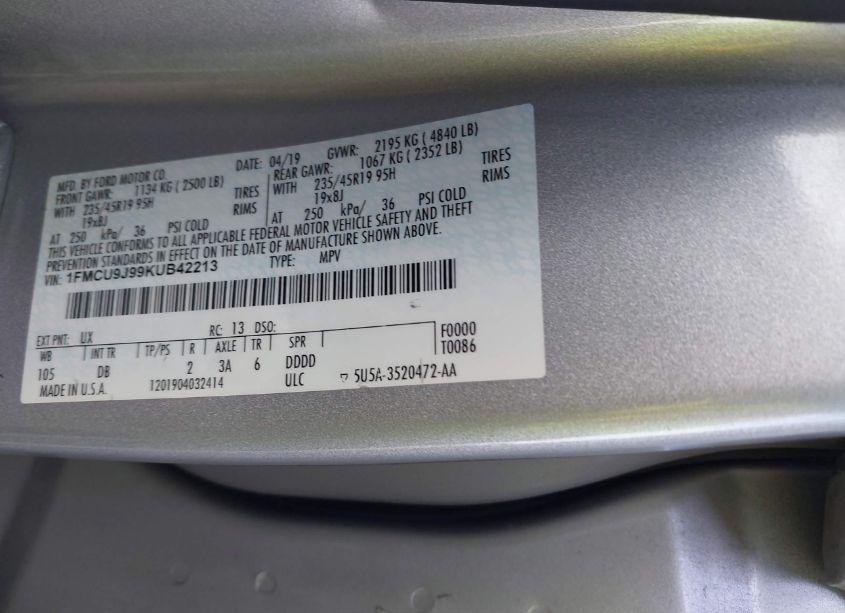 MFD. BY FORD MOTOR CO. DATE: 04/19 GVWR: 2195 KG ( 4840 LB)
FRONT GAWR: 1134 KG ( 2500 LB) REAR GAWR: 1067 KG ( 2352 LB)
WITH 235/45R19 95H TIRES WITH 235/45R19 95H TIRES
19x8J RIMS 19x8J RIMS
AT 250 kPa/ 36 PSI COLD AT 250 kPa/ 36 PSI COLD
THIS VEHICLE CONFORMS TO ALL APPLICABLE FEDERAL MOTOR VEHICLE SAFETY AND THEFT
PREVENTION STANDARDS IN EFFECT ON THE DATE OF MANUFACTURE SHOWN ABOVE.
VIN: 1FMCU9J99KUB42213 TYPE: MPV
EXT PNT: UX RC: 13 DSO: F0000
WB INT TR TP/PS R AXLE TR SPR T0086
105 DB 2 3A 6 DDDD
MADE IN U.S.A. 1201904032414 ULC 5U5A-3520472-AA